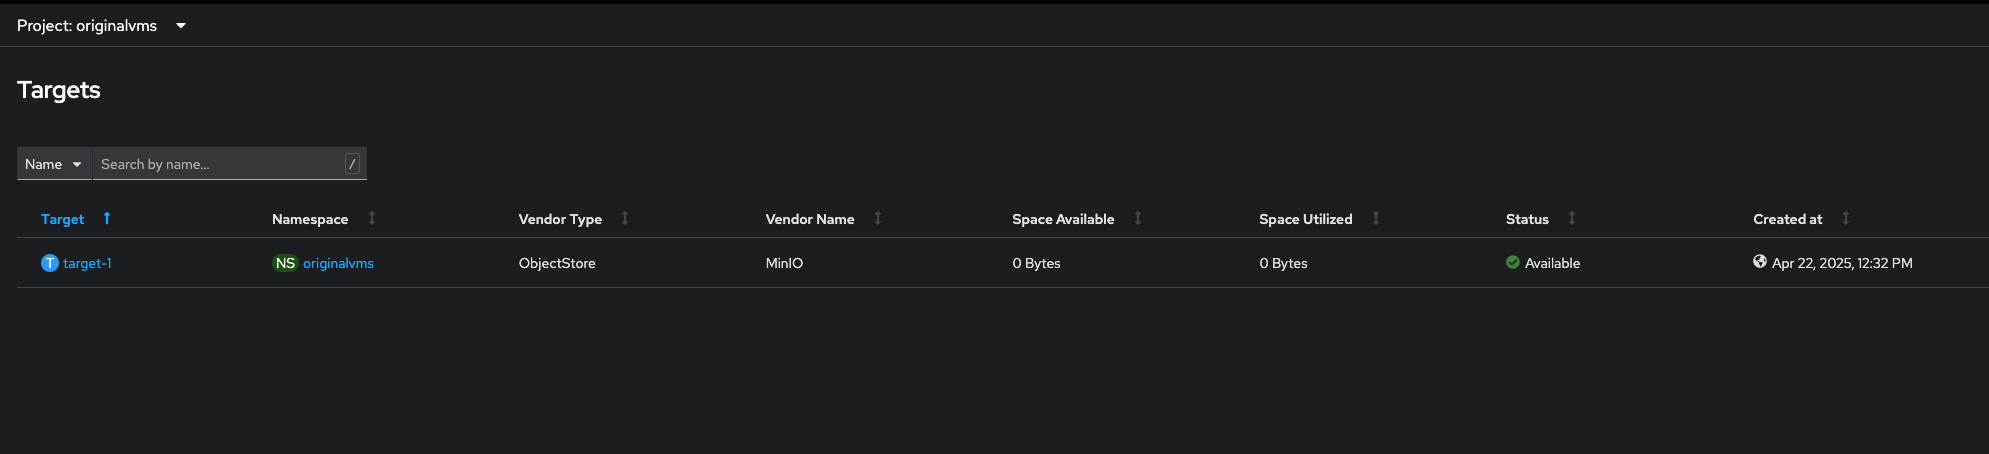 Project: originalvms
Targets
Name Search by name... /
Target Namespace Vendor Type Vendor Name Space Available Space Utilized Status Created at
T target-1 NS originalvms ObjectStore MinIO 0 Bytes 0 Bytes Available Apr 22, 2025, 12:32 PM